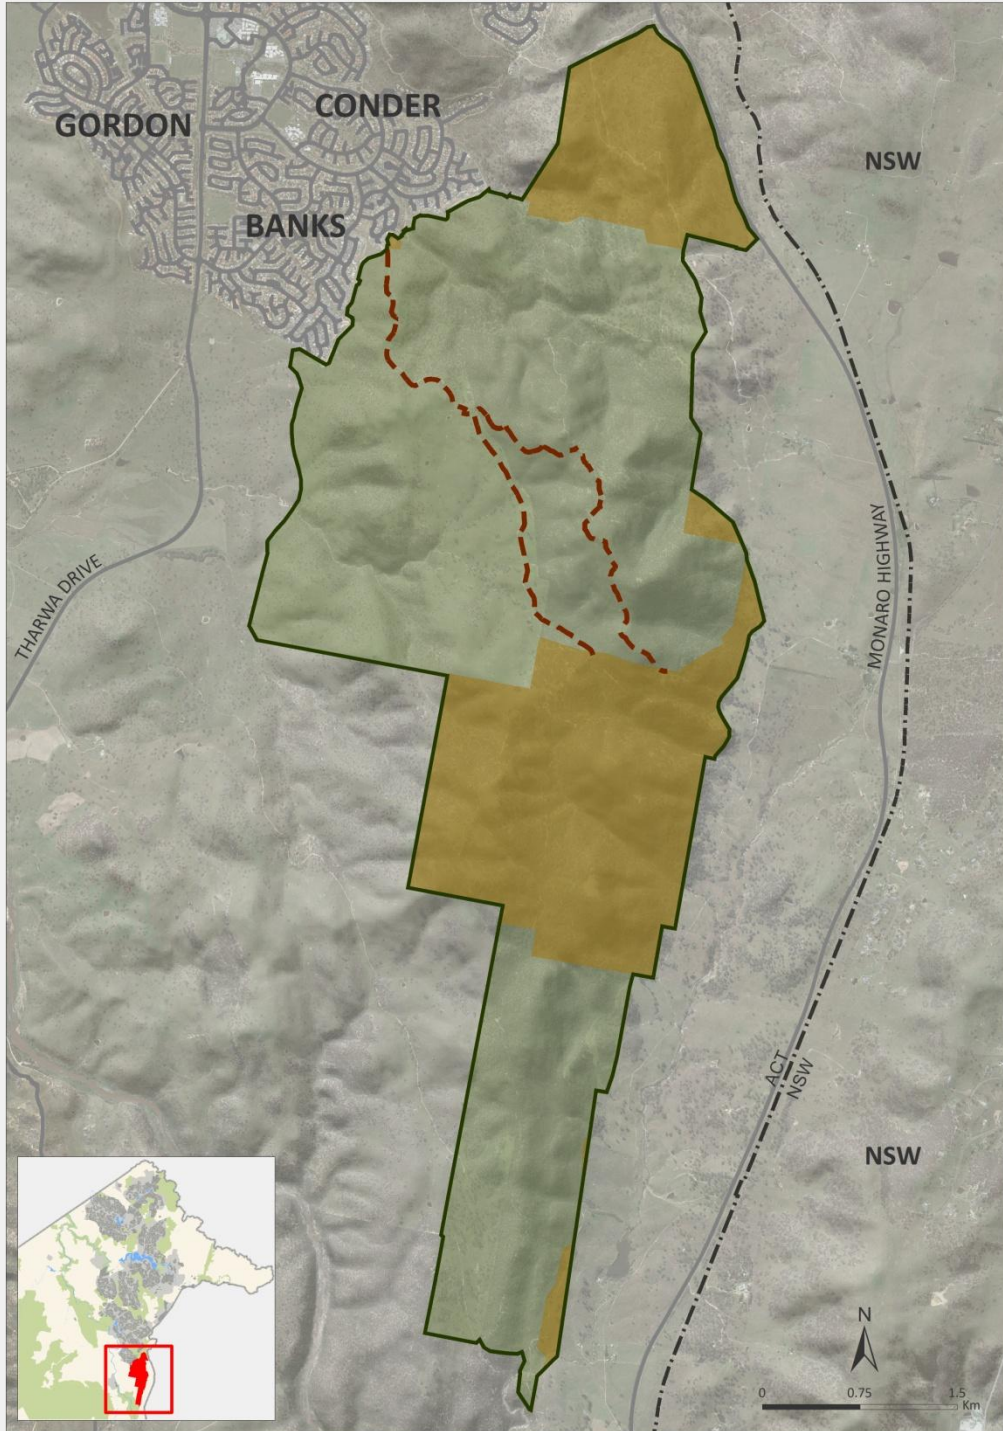 CONDER
GORDON
NSW
BANKS
MONARO HIGHWAY
THARWA DRIVE
ACT
NSW
NSW
N
0 0.75 1.5
Km